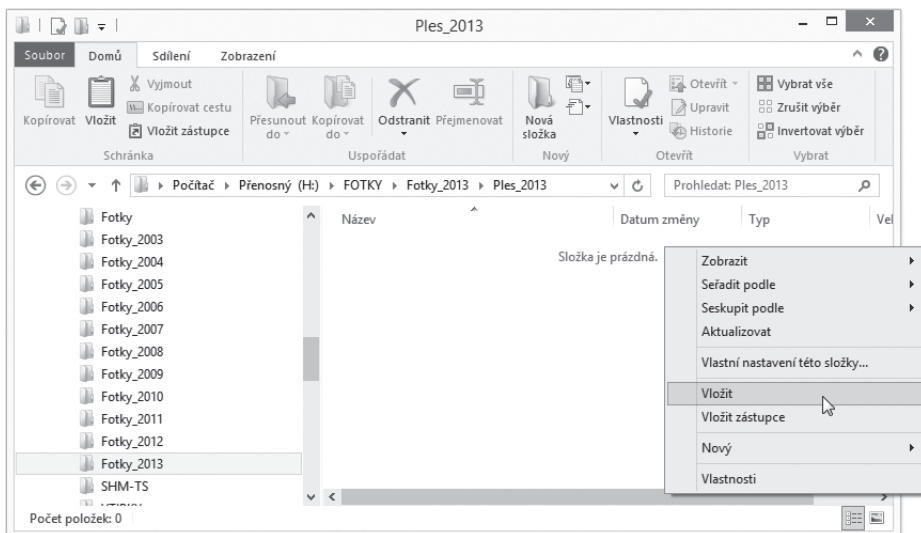 Ples_2013
Soubor Domů Sdílení Zobrazení
Kopírovat
Vložit
Vyjmout
Kopírovat cestu
Vložit zástupce
Schránka
Přesunout do
Kopírovat do
Odstranit
Přejmenovat
Uspořádat
Nová složka
Nový
Vlastnosti
Otevřít
Upravit
Historie
Otevřít
Vybrat vše
Zrušit výběr
Invertovat výběr
Vybrat
Počítač Přenosný (H:) FOTKY Fotky_2013 Ples_2013
Prohledat: Ples_2013
Fotky
Fotky_2003
Fotky_2004
Fotky_2005
Fotky_2006
Fotky_2007
Fotky_2008
Fotky_2009
Fotky_2010
Fotky_2011
Fotky_2012
Fotky_2013
SHM-TS
Název Datum změny Typ Vel
Složka je prázdná.
Zobrazit
Seřadit podle
Seskupit podle
Aktualizovat
Vlastní nastavení této složky...
Vložit
Vložit zástupce
Nový
Vlastnosti
Počet položek: 0